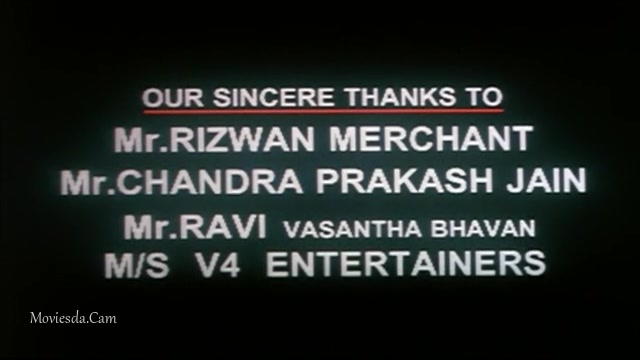 OUR SINCERE THANKS TO
Mr.RIZWAN MERCHANT
Mr.CHANDRA PRAKASH JAIN
Mr.RAVI VASANTHA BHAVAN
M/S V4 ENTERTAINERS
Moviesda.Cam